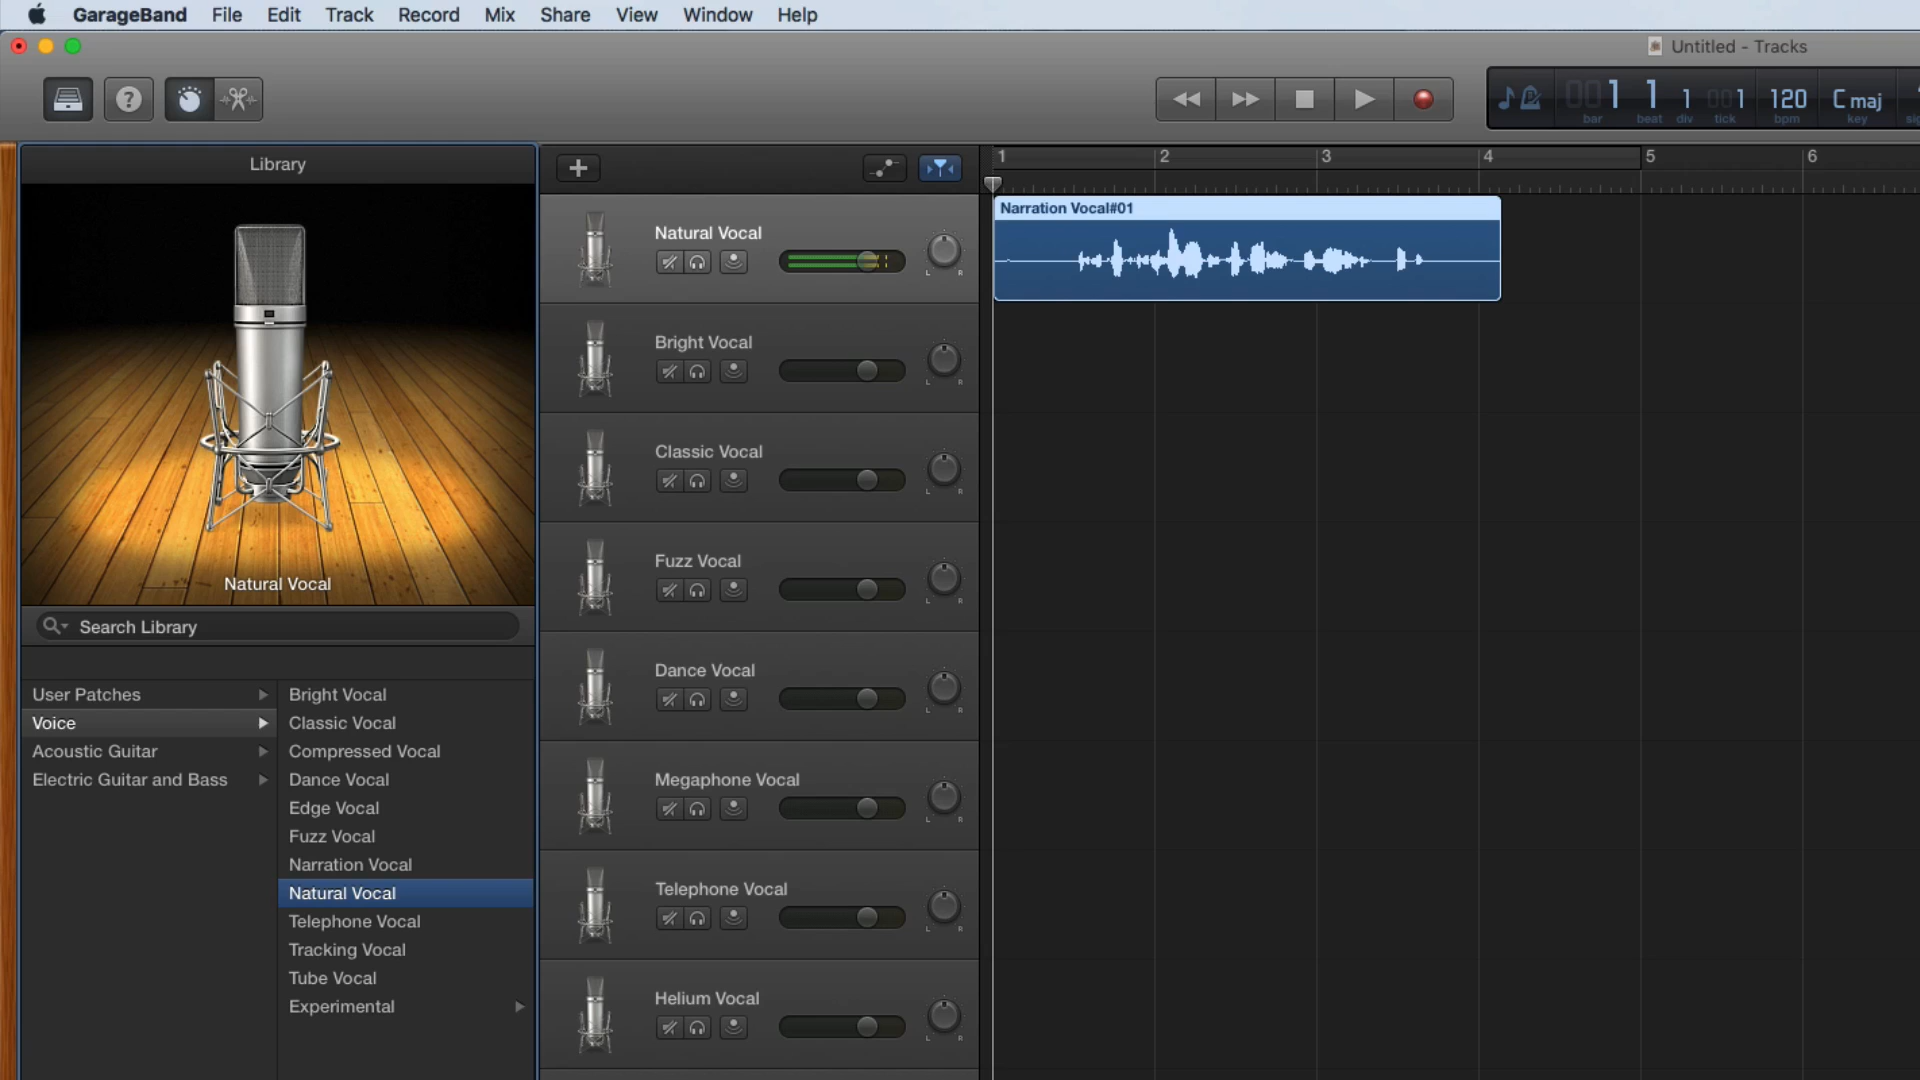 GarageBand File Edit Track Record Mix Share View Window Help
Untitled - Tracks
001 1 1 001 120 C maj
bar beat div tick bpm key
Library
1 2 3 4 5 6
Narration Vocal#01
Natural Vocal
L R
Bright Vocal
L R
Classic Vocal
L R
Fuzz Vocal
L R
Dance Vocal
L R
Megaphone Vocal
L R
Telephone Vocal
L R
Helium Vocal
L R
Natural Vocal
Search Library
User Patches
Voice
Acoustic Guitar
Electric Guitar and Bass
Bright Vocal
Classic Vocal
Compressed Vocal
Dance Vocal
Edge Vocal
Fuzz Vocal
Narration Vocal
Natural Vocal
Telephone Vocal
Tracking Vocal
Tube Vocal
Experimental